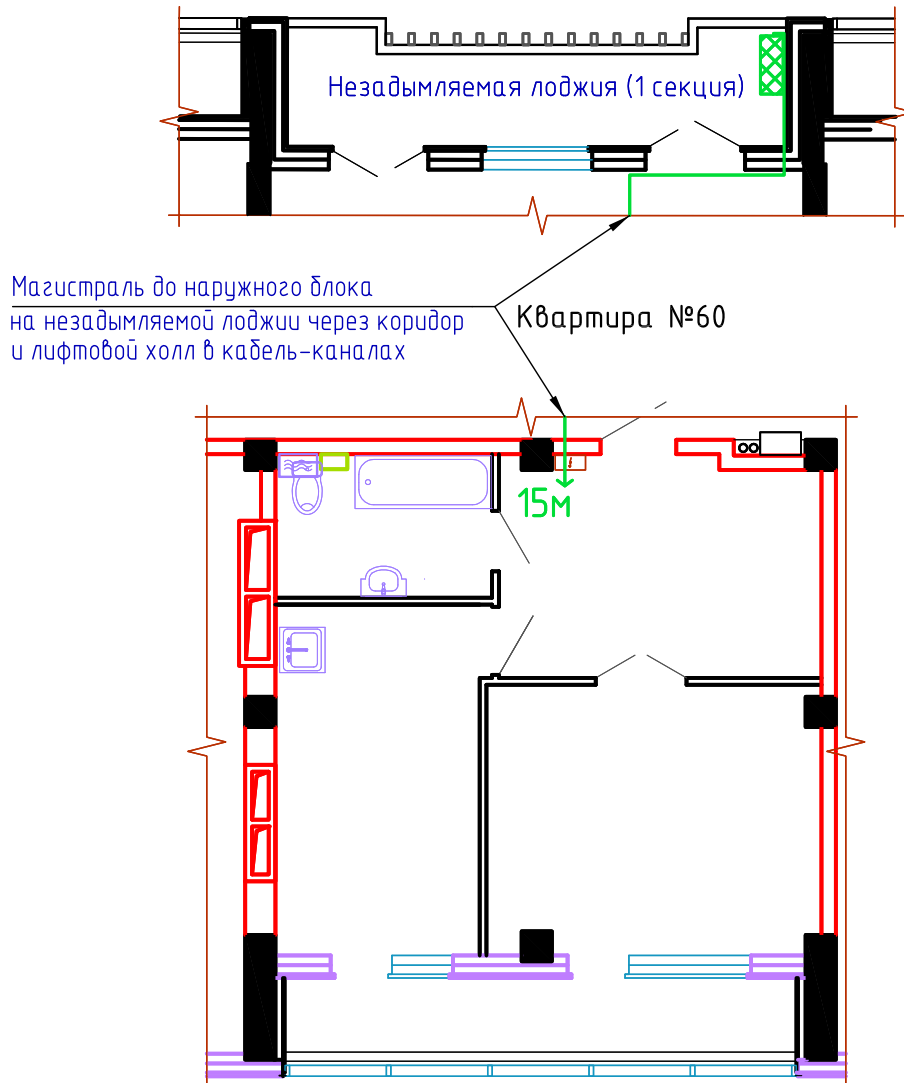 Незадымляемая лоджия (1 секция)
Магистраль до наружного блока
на незадымляемой лоджии через коридор
и лифтовой холл в кабель-каналах
Квартира №60
15м